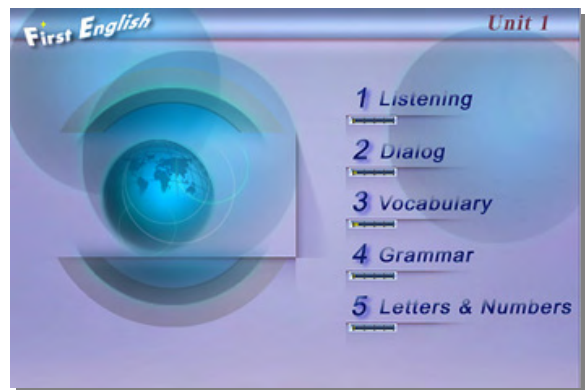 First English
Unit 1
1 Listening
2 Dialog
3 Vocabulary
4 Grammar
5 Letters & Numbers